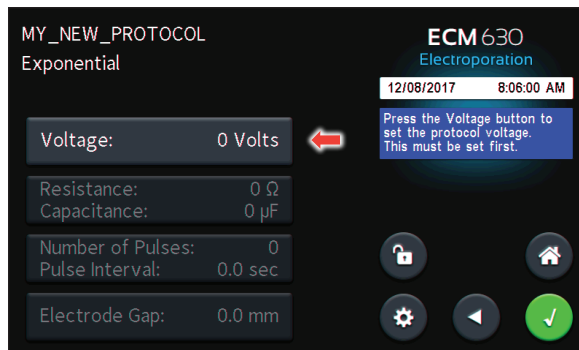 MY_NEW_PROTOCOL
Exponential
ECM 630
Electroporation
12/08/2017 8:06:00 AM
Press the Voltage button to
set the protocol voltage.
This must be set first.
Voltage: 0 Volts
Resistance: 0 Ω
Capacitance: 0 µF
Number of Pulses: 0
Pulse Interval: 0.0 sec
Electrode Gap: 0.0 mm